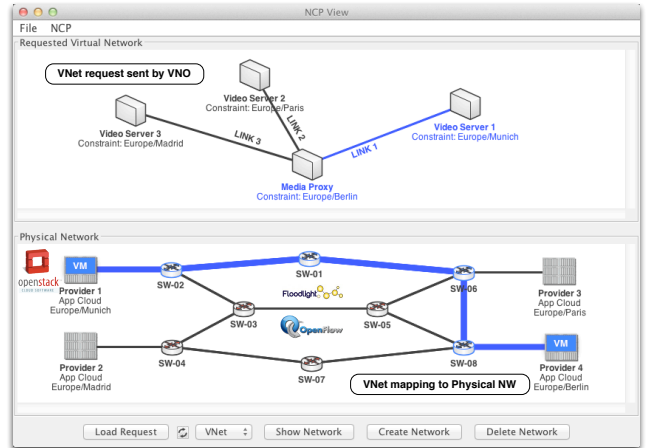 NCP View
File NCP
Requested Virtual Network
VNet request sent by VNO
Video Server 2
Constraint: Europe/Paris
Video Server 3
Constraint: Europe/Madrid
Video Server 1
Constraint: Europe/Munich
LINK 3
LINK 2
LINK 1
Media Proxy
Constraint: Europe/Berlin
Physical Network
openstack
CLOUD SOFTWARE
VM
Provider 1
App Cloud
Europe/Munich
SW-02
SW-01
SW-06
Provider 3
App Cloud
Europe/Paris
Floodlight
SW-03
SW-05
OpenFlow
Provider 2
App Cloud
Europe/Madrid
SW-04
SW-07
SW-08
VM
Provider 4
App Cloud
Europe/Berlin
VNet mapping to Physical NW
Load Request VNet Show Network Create Network Delete Network